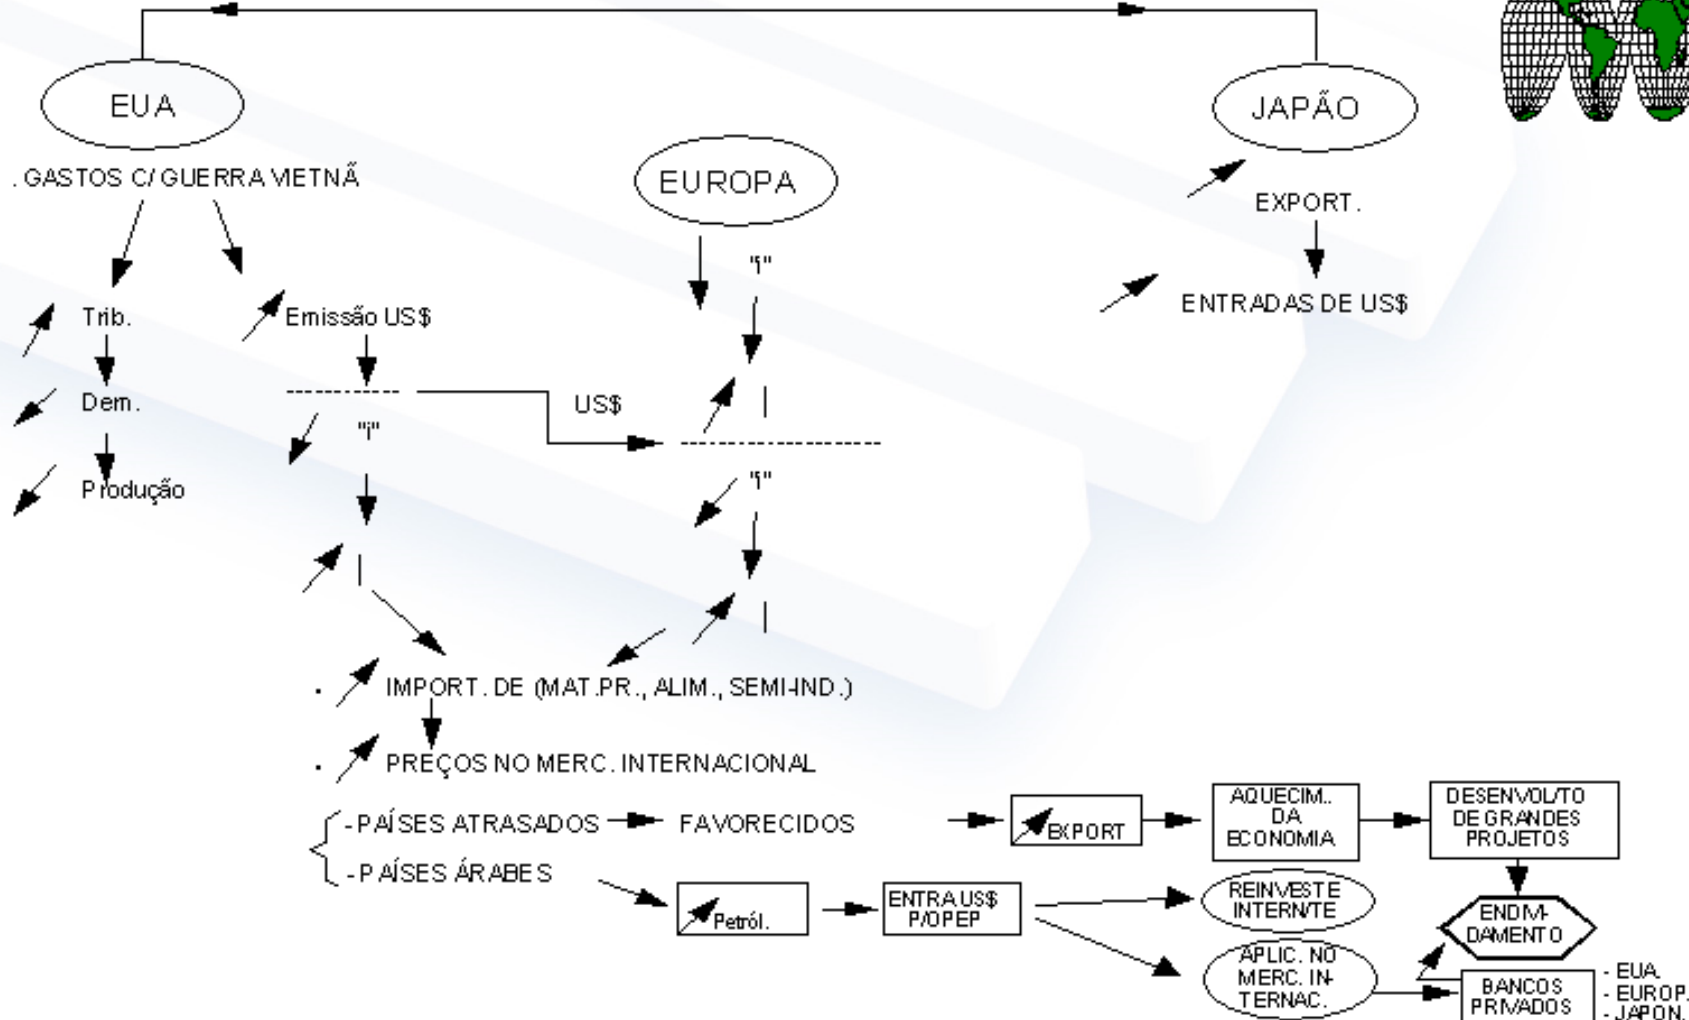 EUA
JAPÃO
. GASTOS C/ GUERRA VIETNÃ
EUROPA
EXPORT.
"i"
Trib.
Emissão US$
ENTRADAS DE US$
Dem.
US$
"i"
"i"
Produção
I
I
I
. IMPORT. DE (MAT.PR., ALIM., SEMI-IND.)
. PREÇOS NO MERC. INTERNACIONAL
- PAÍSES ATRASADOS
FAVORECIDOS
EXPORT
AQUECIM..
DA
ECONOMIA
DESENVOL/TO
DE GRANDES
PROJETOS
- PAÍSES ÁRABES
Petról.
ENTRA US$
P/OPEP
REINVESTE
INTERN/TE
ENDIVI-
DAMENTO
APLIC. NO
MERC. IN-
TERNAC.
BANCOS
PRIVADOS
- EUA.
- EUROP.
- JAPON.